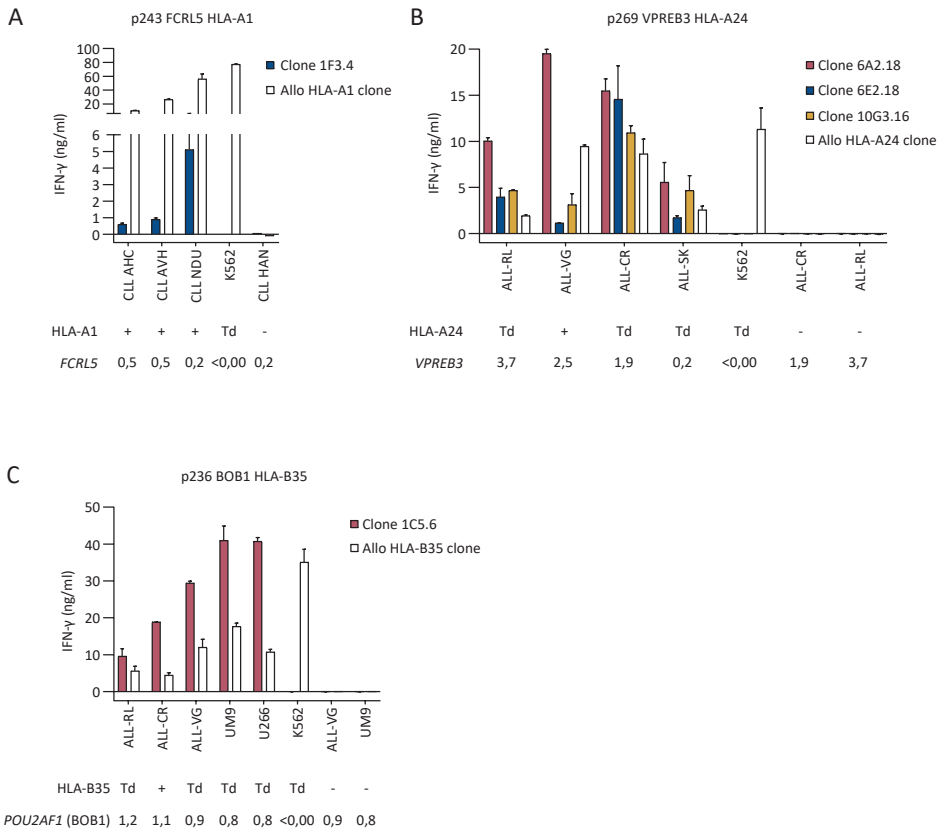 A
p243 FCRL5 HLA-A1
IFN-γ (ng/ml)
100
80
60
40
20
6
5
4
3
2
1
0
Clone 1F3.4
Allo HLA-A1 clone
CLL AHC
CLL AVH
CLL NDU
K562
CLL HAN
HLA-A1 + + + Td -
FCRL5 0,5 0,5 0,2 <0,00 0,2
B
p269 VPREB3 HLA-A24
IFN-γ (ng/ml)
20
15
10
5
0
Clone 6A2.18
Clone 6E2.18
Clone 10G3.16
Allo HLA-A24 clone
ALL-RL
ALL-VG
ALL-CR
ALL-SK
K562
ALL-CR
ALL-RL
HLA-A24 Td + Td Td Td - -
VPREB3 3,7 2,5 1,9 0,2 <0,00 1,9 3,7
C
p236 BOB1 HLA-B35
IFN-γ (ng/ml)
50
40
30
20
10
0
Clone 1C5.6
Allo HLA-B35 clone
ALL-RL
ALL-CR
ALL-VG
UM9
U266
K562
ALL-VG
UM9
HLA-B35 Td + Td Td Td Td - -
POU2AF1 (BOB1) 1,2 1,1 0,9 0,8 0,8 <0,00 0,9 0,8